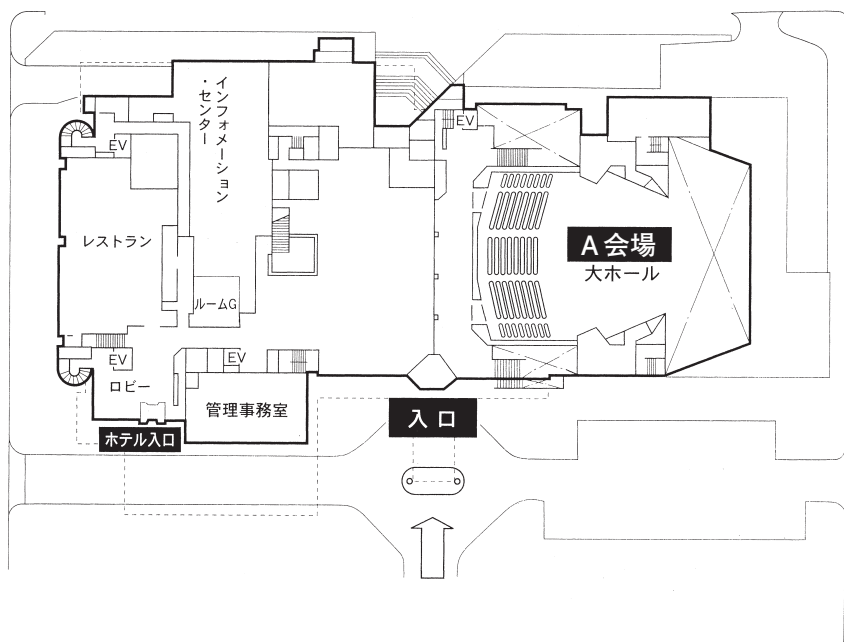 インフォメーション
・センター
EV
EV
レストラン
A会場
大ホール
ルームG
EV
EV
ロビー
管理事務室
入口
ホテル入口